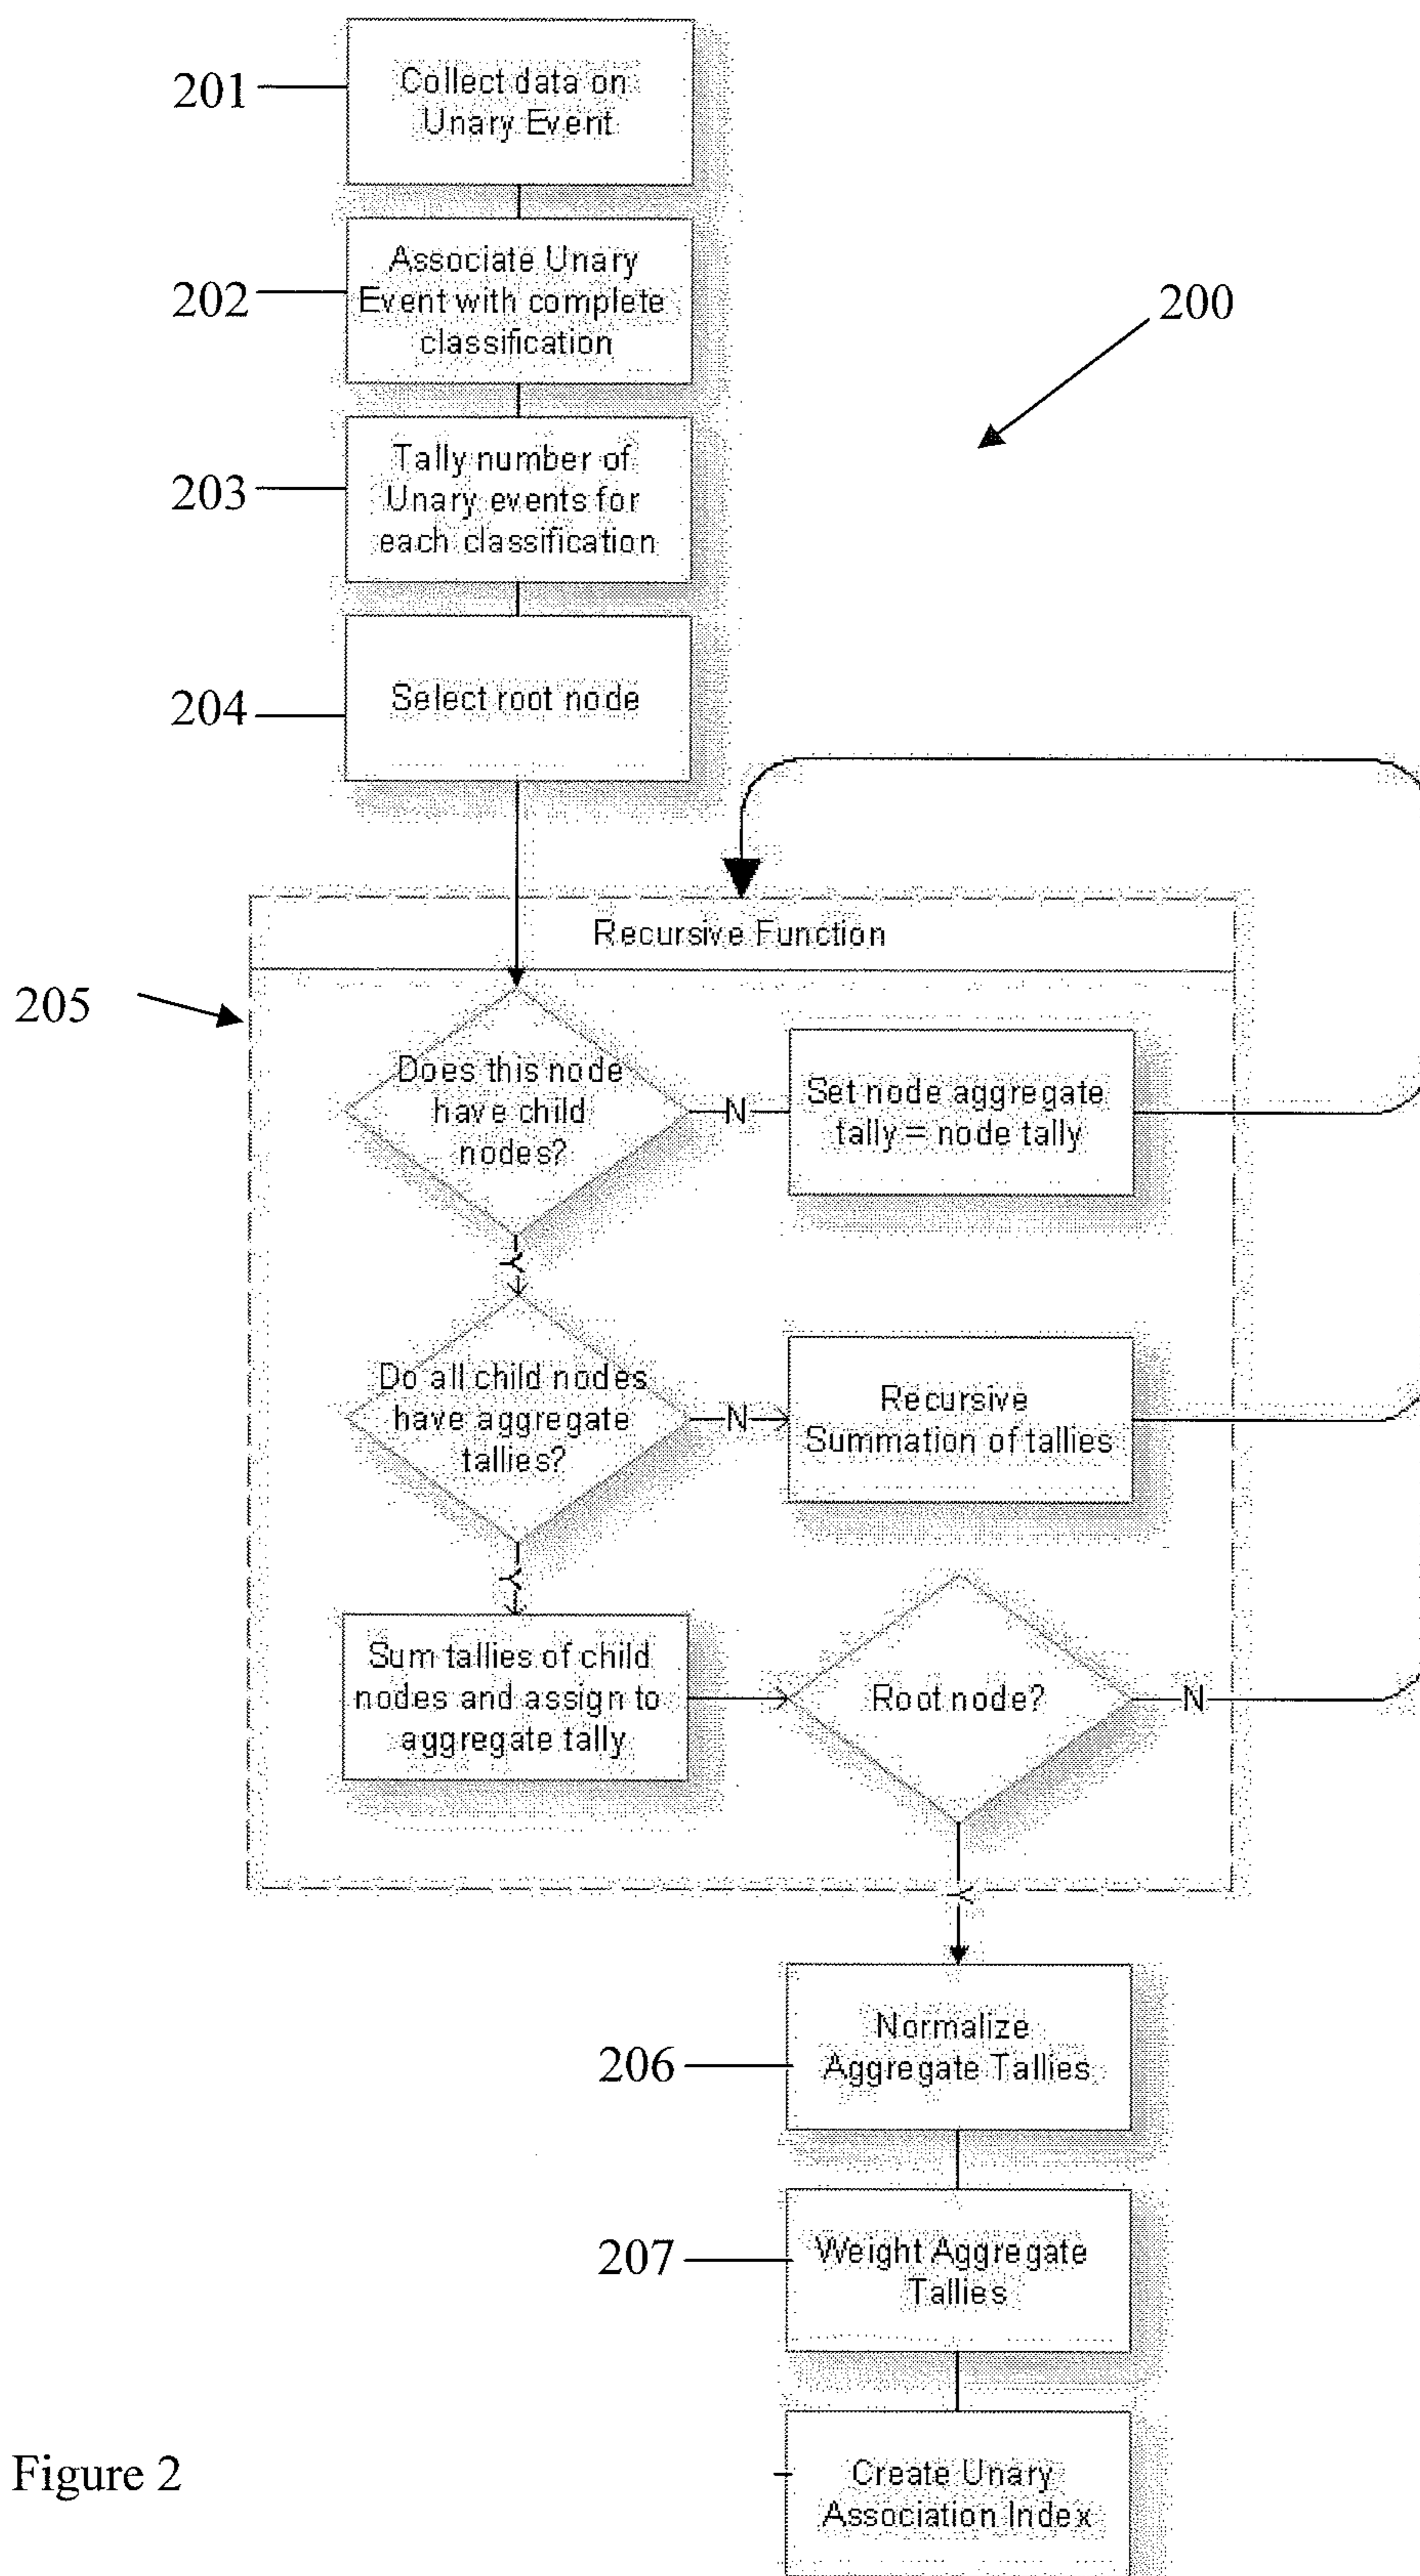 201
Collect data on
Unary Event
202
Associate Unary
Event with complete
classification
200
203
Tally number of
Unary events for
each classification
204
Select root node
Recursive Function
205
Does this node
have child
nodes?
N
Set node aggregate
tally = node tally
Y
Do all child nodes
have aggregate
tallies?
N
Recursive
Summation of tallies
Y
Sum tallies of child
nodes and assign to
aggregate tally
Root node?
N
Y
206
Normalize
Aggregate Tallies
207
Weight Aggregate
Tallies
Create Unary
Association Index
Figure 2